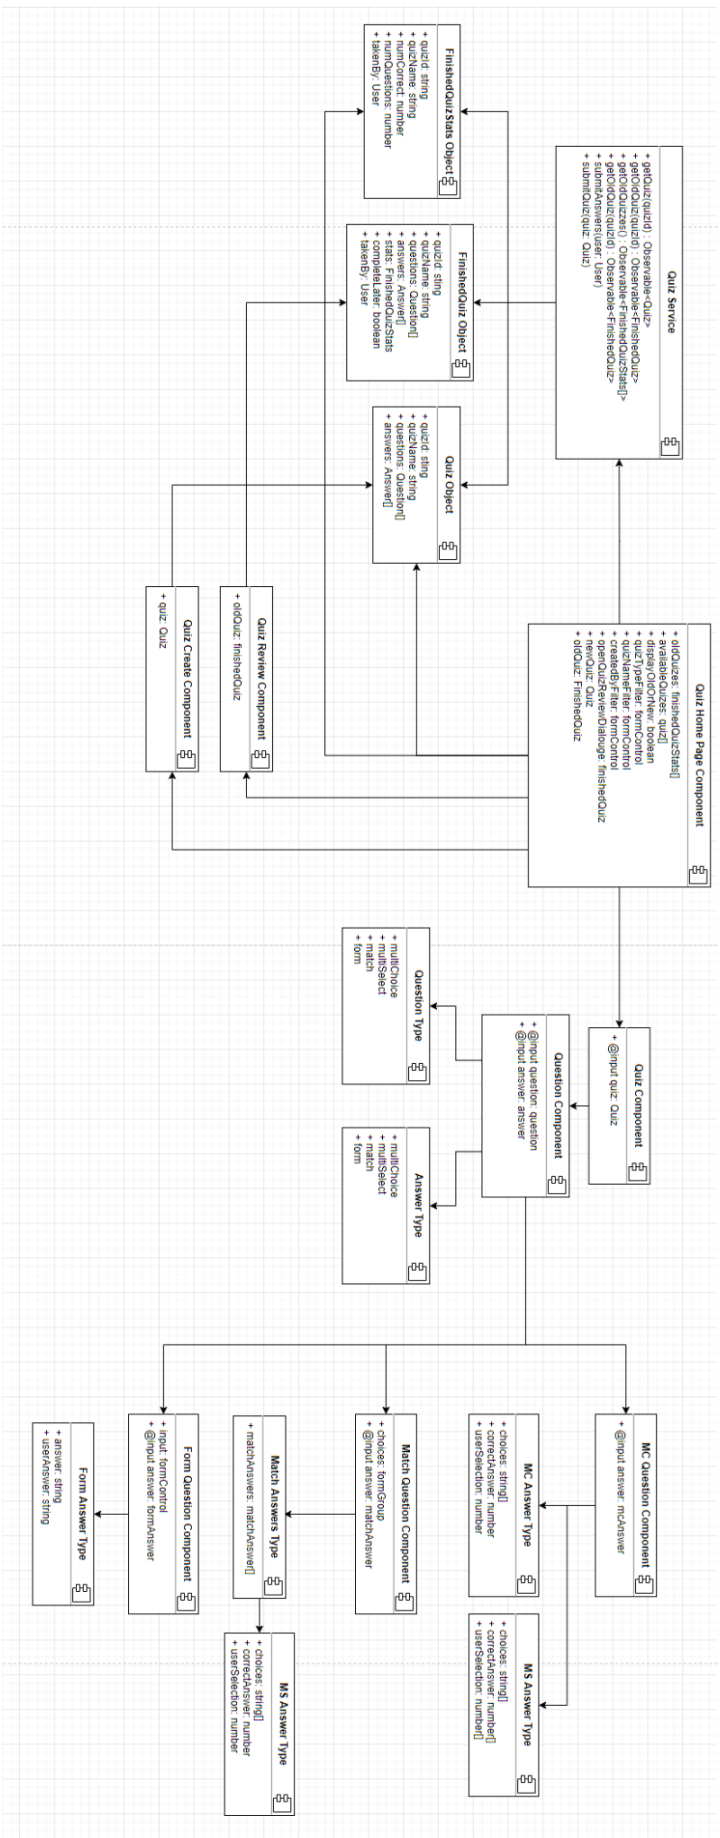 Quiz Service
+ getQuiz(quizId) : Observable<Quiz>
+ getOldQuiz(quizId) : Observable<FinishedQuiz>
+ getOldQuizzes() : Observable<FinishedQuizStats[]>
+ getOldQuiz(quizId) : Observable<FinishedQuiz>
+ submitAnswers(user: User)
+ submitQuiz(quiz: Quiz)
Quiz Home Page Component
+ oldQuizes: finishedQuizStats[]
+ availableQuizes: quiz[]
+ displayOldOrNew: boolean
+ quizTypeFilter: formControl
+ quizNameFilter: formControl
+ createdByFilter: formControl
+ openQuizReviewDialouge: finishedQuiz
+ newQuiz: Quiz
+ oldQuiz: FinishedQuiz
Quiz Component
+ @input quiz: Quiz
MC Question Component
+ @input answer: mcAnswer
FinishedQuizStats Object
+ quizId: string
+ quizName: string
+ numCorrect: number
+ numQuestions: number
+ takenBy: User
FinishedQuiz Object
+ quizId: sting
+ quizName: string
+ questions: Question[]
+ answers: Answer[]
+ stats: FinishedQuizStats
+ completeLater: boolean
+ takenBy: User
Quiz Object
+ quizId: sting
+ quizName: string
+ questions: Question[]
+ answers: Answer[]
Question Component
+ @input question: question
+ @input answer: answer
MC Answer Type
+ choices: string[]
+ correctAnswer: number
+ userSelection: number
MS Answer Type
+ choices: string[]
+ correctAnswer: number[]
+ userSelection: number[]
Question Type
+ multiChoice
+ multiSelect
+ match
+ form
Answer Type
+ multiChoice
+ multiSelect
+ match
+ form
Match Question Component
+ choices: formGroup
+ @input answer: matchAnswer
Quiz Review Component
+ oldQuiz: finishedQuiz
Quiz Create Component
+ quiz: Quiz
Match Answers Type
+ matchAnswers: matchAnswer[]
MS Answer Type
+ choices: string[]
+ correctAnswer: number
+ userSelection: number
Form Question Component
+ input: formControl
+ @input answer: formAnswer
Form Answer Type
+ answer: string
+ userAnswer: string